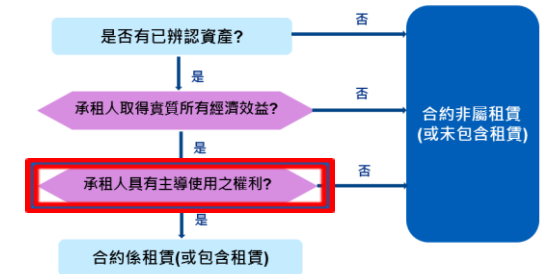 是否有已辨認資產?
否
是
承租人取得實質所有經濟效益?
否
合約非屬租賃
(或未包含租賃)
是
承租人具有主導使用之權利?
否
是
合約係租賃(或包含租賃)